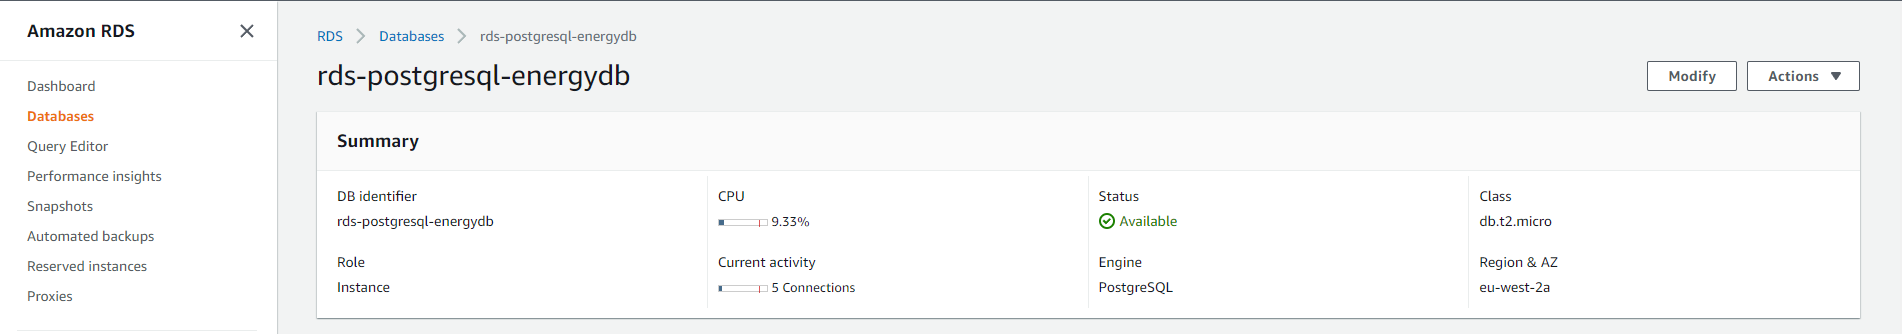 Amazon RDS
Dashboard
Databases
Query Editor
Performance insights
Snapshots
Automated backups
Reserved instances
Proxies
RDS > Databases > rds-postgresql-energydb
rds-postgresql-energydb
Modify
Actions
Summary
DB identifier
rds-postgresql-energydb
CPU
9.33%
Status
Available
Class
db.t2.micro
Role
Instance
Current activity
5 Connections
Engine
PostgreSQL
Region & AZ
eu-west-2a